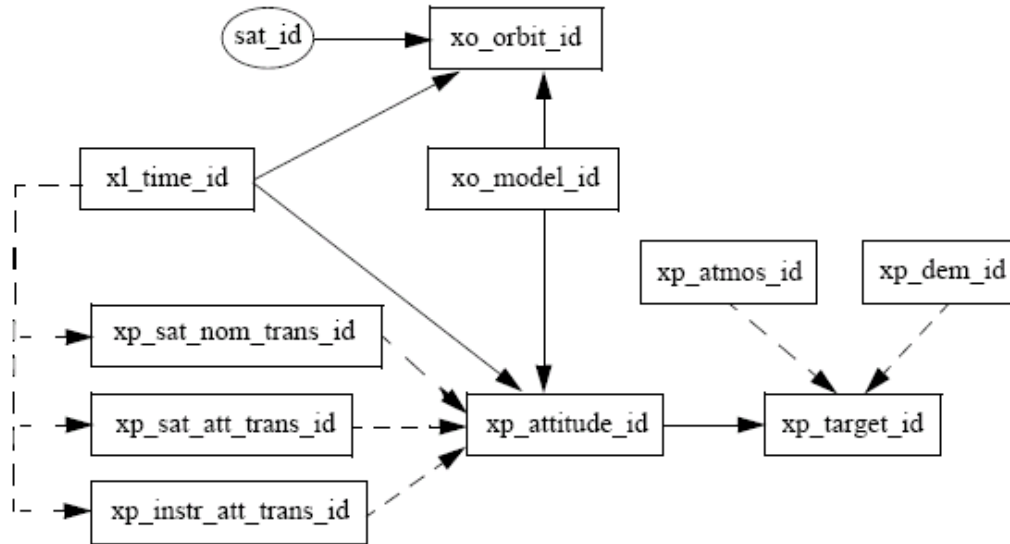 sat_id
xo_orbit_id
xl_time_id
xo_model_id
xp_atmos_id
xp_dem_id
xp_sat_nom_trans_id
xp_sat_att_trans_id
xp_attitude_id
xp_target_id
xp_instr_att_trans_id